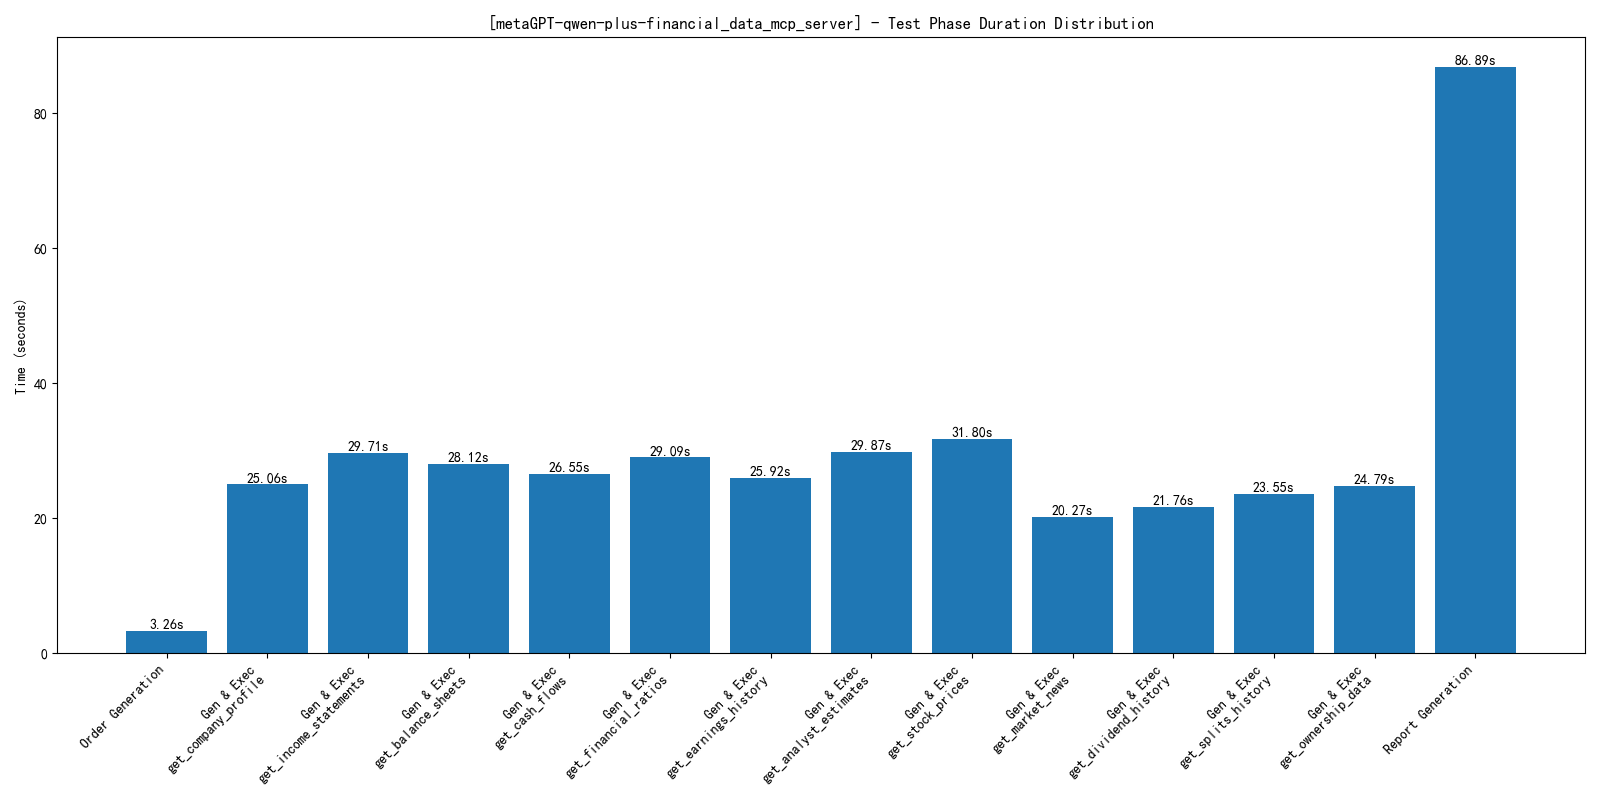 [metaGPT-qwen-plus-financial_data_mcp_server] - Test Phase Duration Distribution
Time (seconds)
80
60
40
20
0
3.26s
25.06s
29.71s
28.12s
26.55s
29.09s
25.92s
29.87s
31.80s
20.27s
21.76s
23.55s
24.79s
86.89s
Order Generation
Gen & Exec
get_company_profile
Gen & Exec
get_income_statements
Gen & Exec
get_balance_sheets
Gen & Exec
get_cash_flows
Gen & Exec
get_financial_ratios
Gen & Exec
get_earnings_history
Gen & Exec
get_analyst_estimates
Gen & Exec
get_stock_prices
Gen & Exec
get_market_news
Gen & Exec
get_dividend_history
Gen & Exec
get_splits_history
Gen & Exec
get_ownership_data
Report Generation